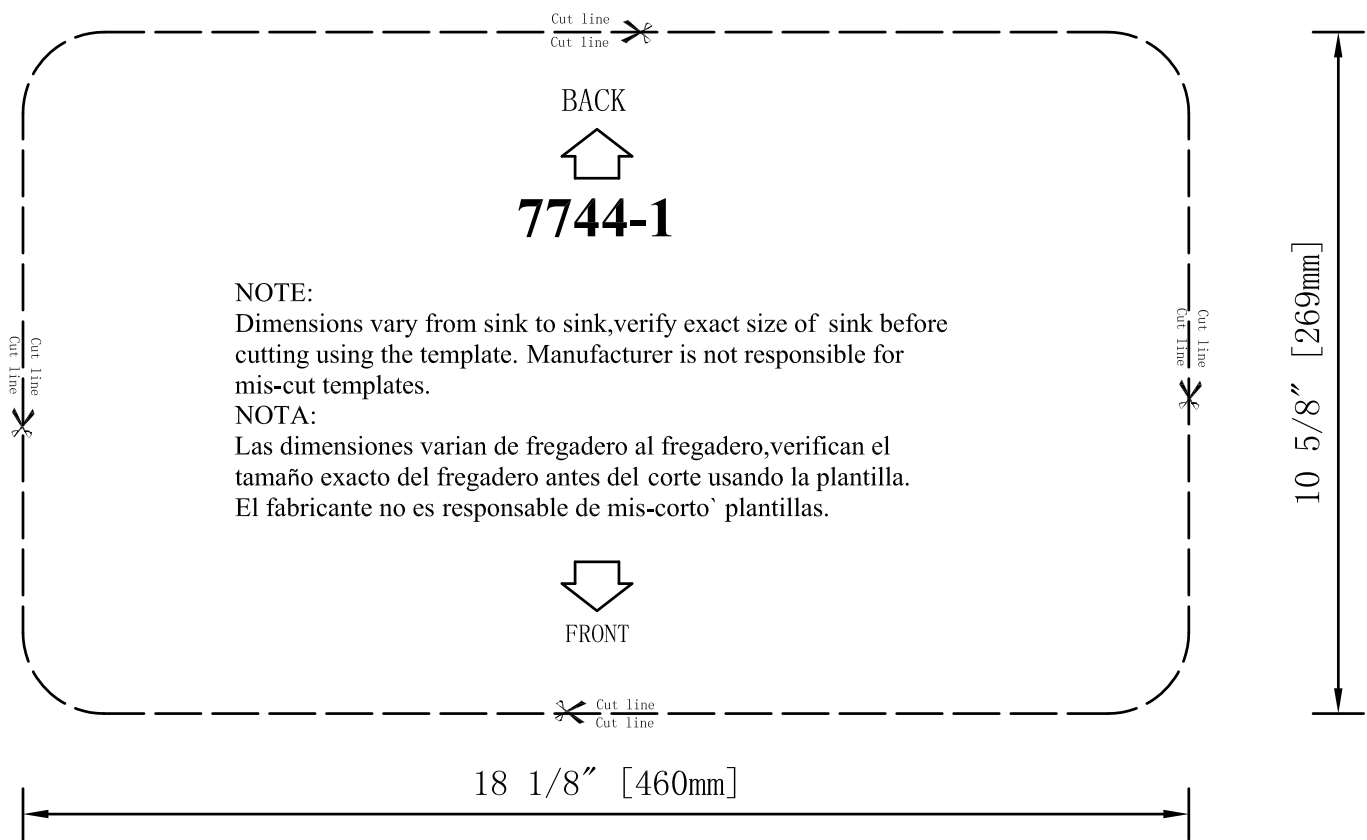 Cut line
Cut line
BACK
7744-1
NOTE:
Dimensions vary from sink to sink,verify exact size of sink before
cutting using the template. Manufacturer is not responsible for
mis-cut templates.
NOTA:
Las dimensiones varian de fregadero al fregadero,verifican el
tamaño exacto del fregadero antes del corte usando la plantilla.
El fabricante no es responsable de mis-corto` plantillas.
Cut line
Cut line
Cut line
Cut line
10 5/8″ [269mm]
FRONT
Cut line
Cut line
18 1/8″ [460mm]